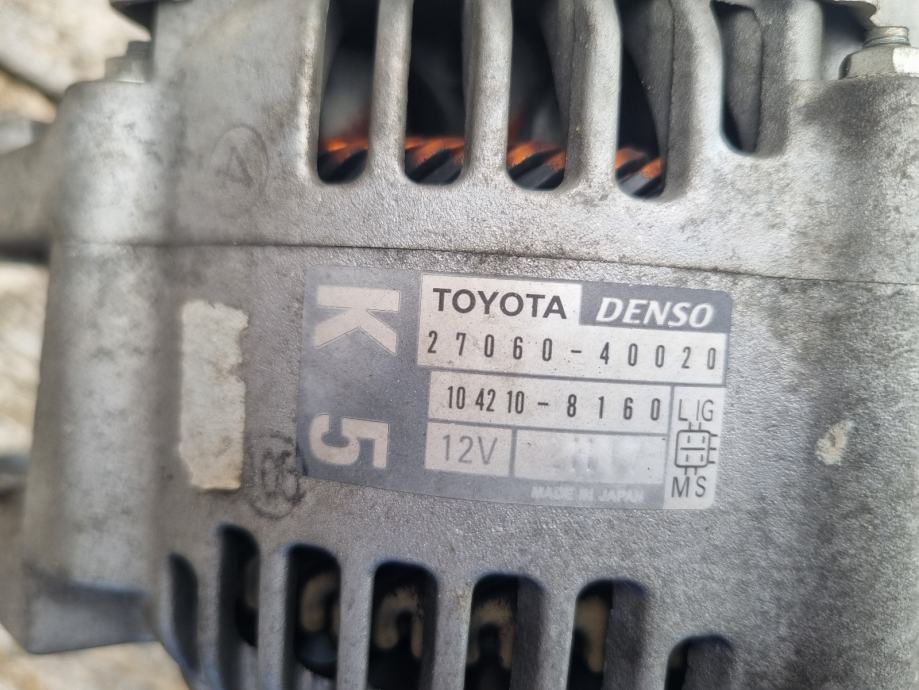 TOYOTA DENSO
27060-40020
104210-8160
12V
MADE IN JAPAN
L IG
M S
K 5